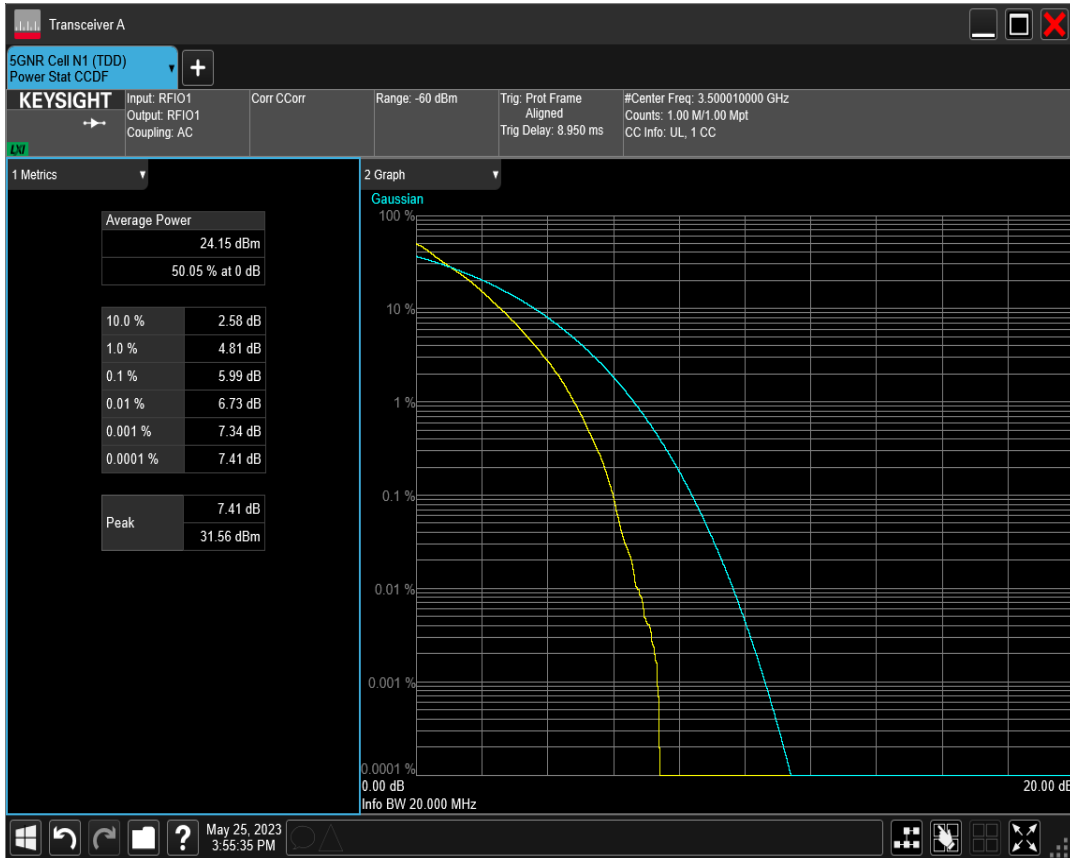 Transceiver A
5GNR Cell N1 (TDD)
Power Stat CCDF
+
KEYSIGHT
LXI
Input: RFIO1
Output: RFIO1
Coupling: AC
Corr CCorr
Range: -60 dBm
Trig: Prot Frame
Aligned
Trig Delay: 8.950 ms
#Center Freq: 3.500010000 GHz
Counts: 1.00 M/1.00 Mpt
CC Info: UL, 1 CC
1 Metrics
Average Power
24.15 dBm
50.05 % at 0 dB
10.0 % 2.58 dB
1.0 % 4.81 dB
0.1 % 5.99 dB
0.01 % 6.73 dB
0.001 % 7.34 dB
0.0001 % 7.41 dB
Peak
7.41 dB
31.56 dBm
2 Graph
Gaussian
100 %
10 %
1 %
0.1 %
0.01 %
0.001 %
0.0001 %
0.00 dB 20.00 dB
Info BW 20.000 MHz
?
May 25, 2023
3:55:35 PM